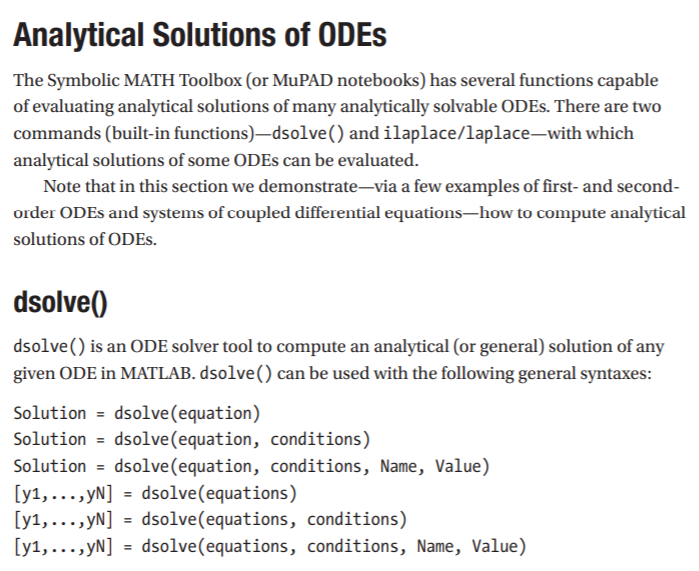 Analytical Solutions of ODEs
The Symbolic MATH Toolbox (or MuPAD notebooks) has several functions capable
of evaluating analytical solutions of many analytically solvable ODEs. There are two
commands (built-in functions)—dsolve() and ilaplace/laplace—with which
analytical solutions of some ODEs can be evaluated.
Note that in this section we demonstrate—via a few examples of first- and second-
order ODEs and systems of coupled differential equations—how to compute analytical
solutions of ODEs.
dsolve()
dsolve() is an ODE solver tool to compute an analytical (or general) solution of any
given ODE in MATLAB. dsolve() can be used with the following general syntaxes:
Solution = dsolve(equation)
Solution = dsolve(equation, conditions)
Solution = dsolve(equation, conditions, Name, Value)
[y1,...,yN] = dsolve(equations)
[y1,...,yN] = dsolve(equations, conditions)
[y1,...,yN] = dsolve(equations, conditions, Name, Value)